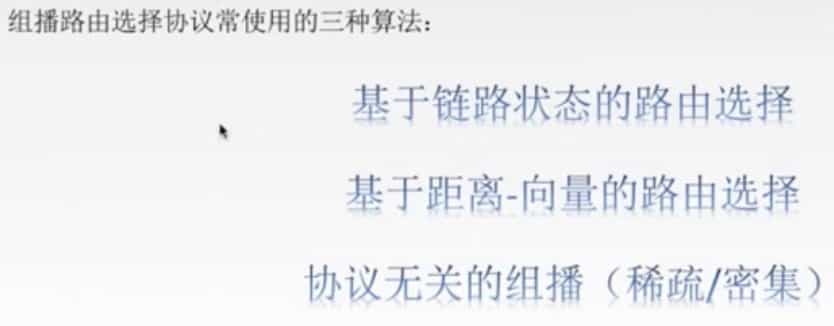 组播路由选择协议常使用的三种算法：
基于链路状态的路由选择
基于距离-向量的路由选择
协议无关的组播（稀疏/密集）